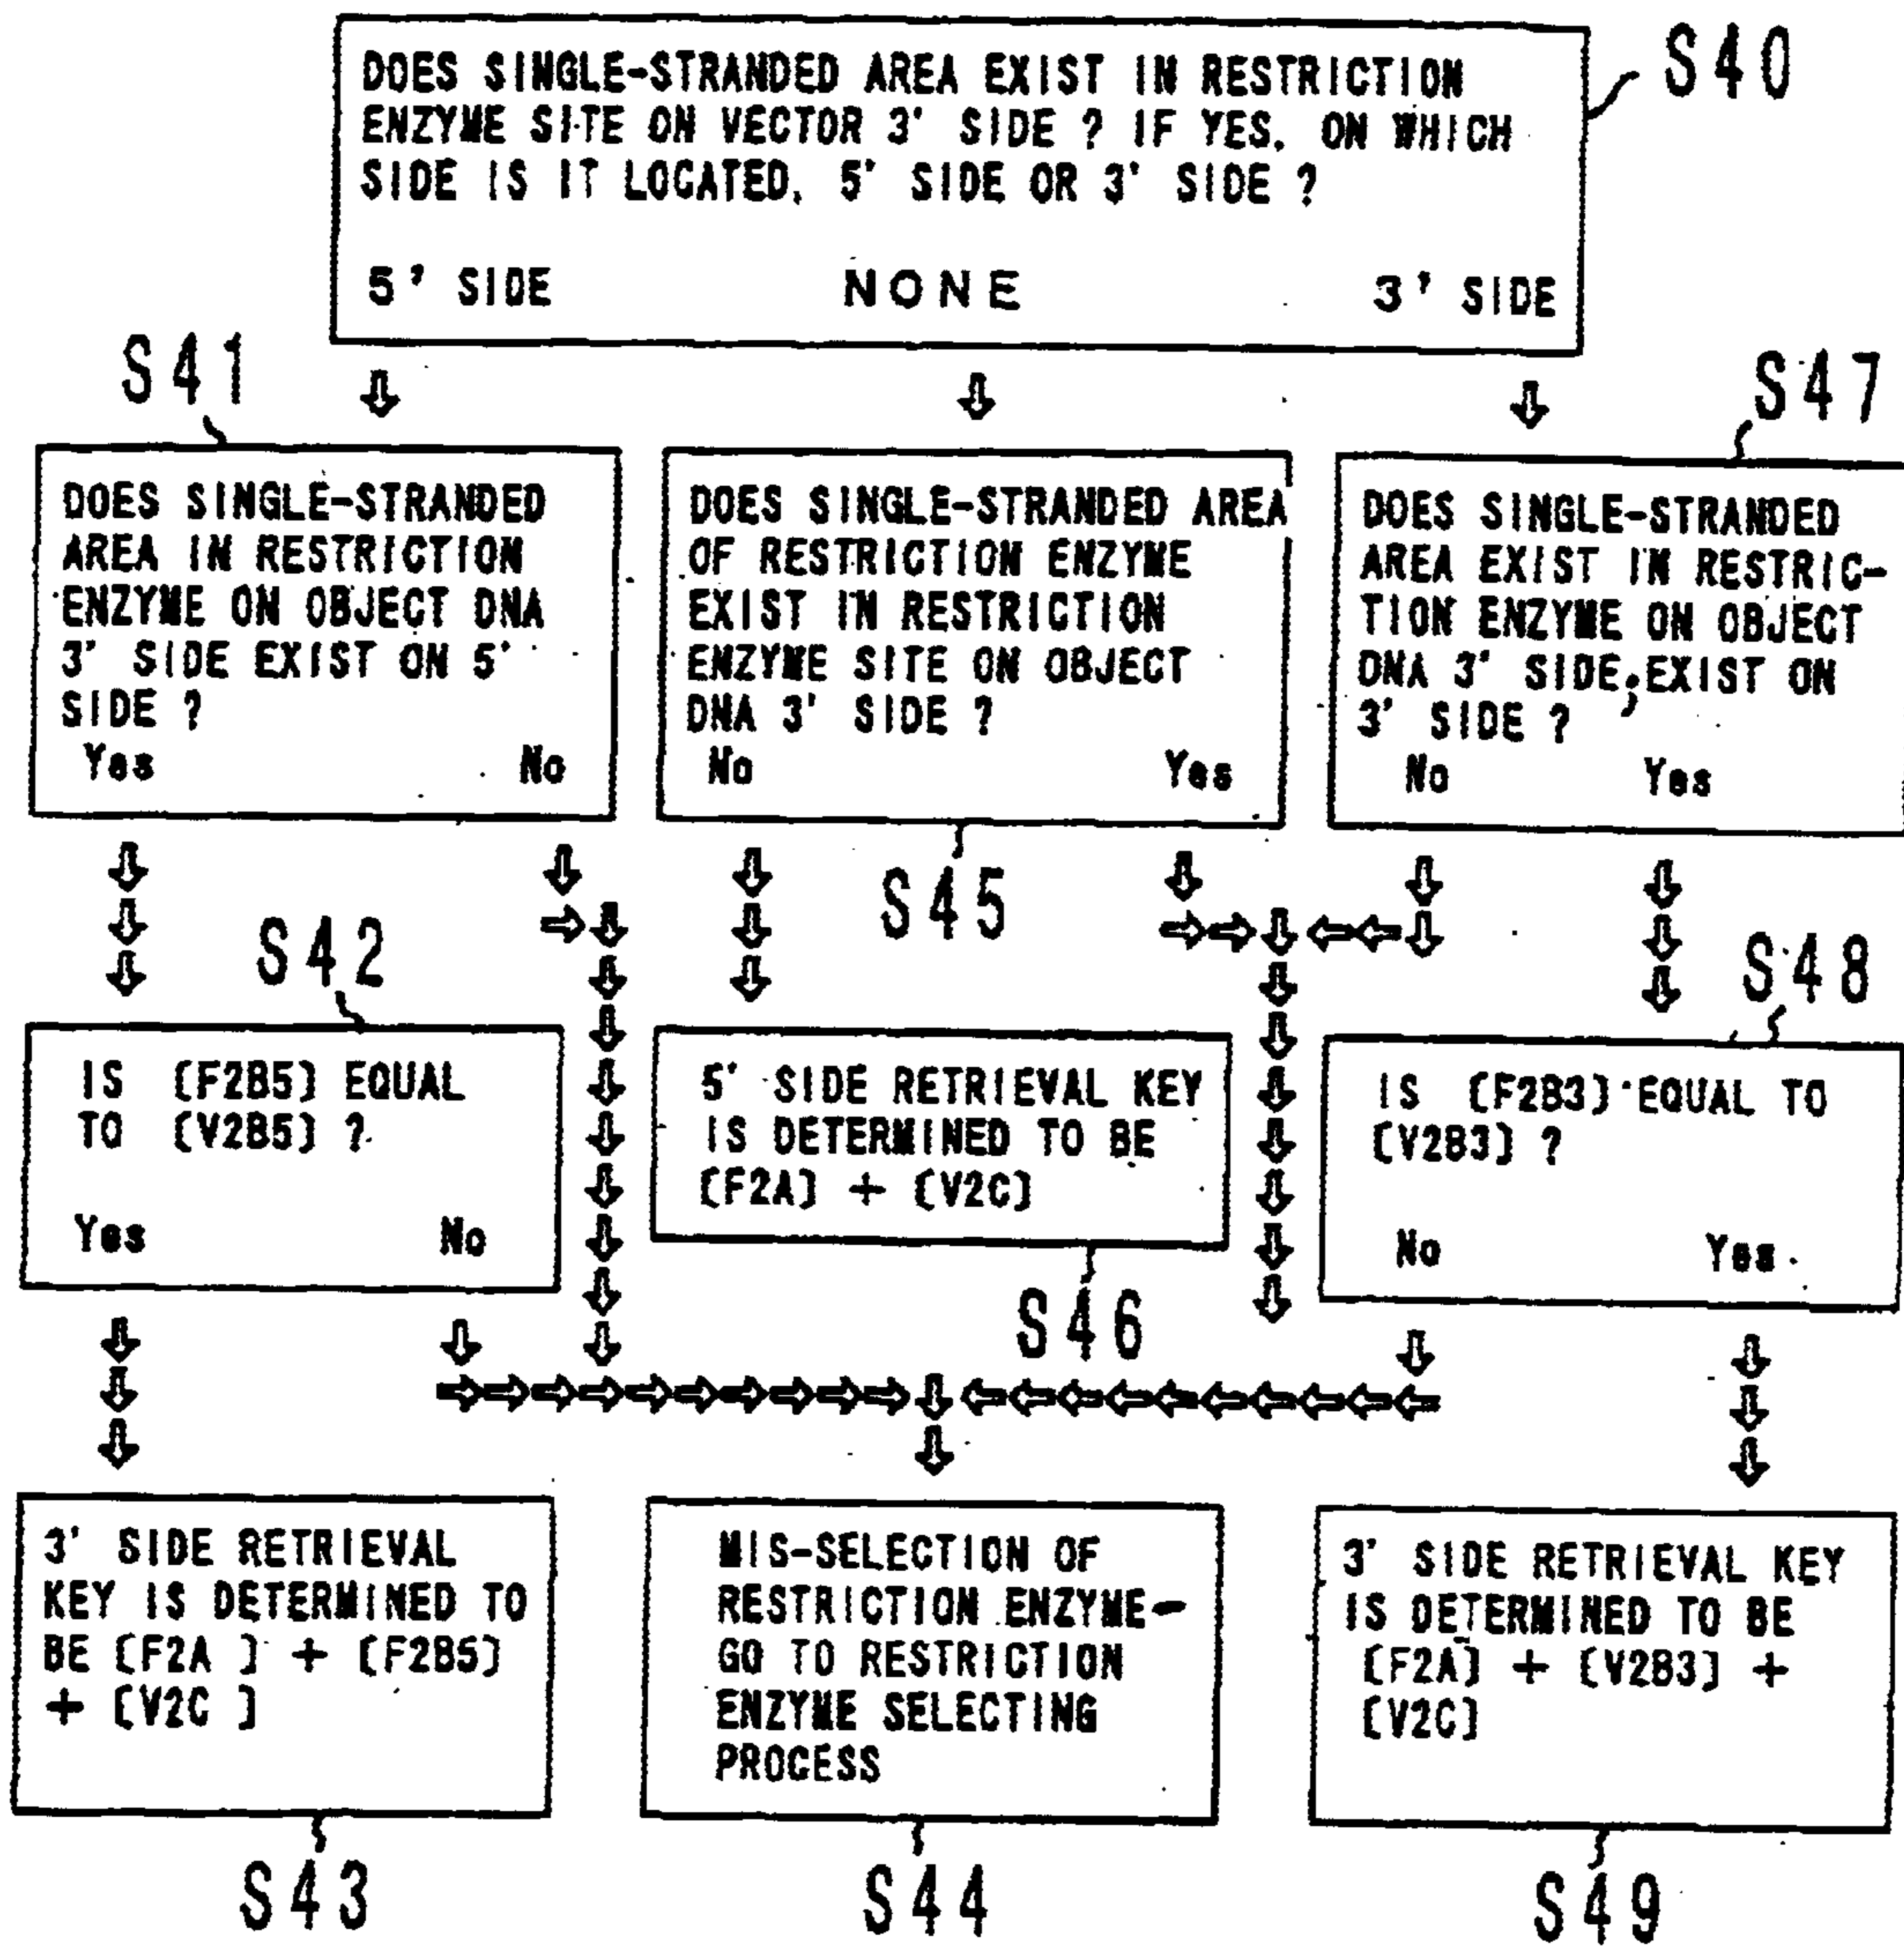 DOES SINGLE-STRANDED AREA EXIST IN RESTRICTION
ENZYME SITE ON VECTOR 3' SIDE ? IF YES. ON WHICH
SIDE IS IT LOCATED, 5' SIDE OR 3' SIDE ?
5' SIDE NONE 3' SIDE
S40
S41
DOES SINGLE-STRANDED
AREA IN RESTRICTION
ENZYME ON OBJECT DNA
3' SIDE EXIST ON 5'
SIDE ?
Yes No
DOES SINGLE-STRANDED AREA
OF RESTRICTION ENZYME
EXIST IN RESTRICTION
ENZYME SITE ON OBJECT
DNA 3' SIDE ?
No Yes
S45
S47
DOES SINGLE-STRANDED
AREA EXIST IN RESTRIC-
TION ENZYME ON OBJECT
DNA 3' SIDE;EXIST ON
3' SIDE ?
No Yes
S42
IS [F2B5] EQUAL
TO [V2B5] ?
Yes No
5' SIDE RETRIEVAL KEY
IS DETERMINED TO BE
[F2A] + [V2C]
S46
S48
IS [F2B3] EQUAL TO
[V2B3] ?
No Yes
3' SIDE RETRIEVAL
KEY IS DETERMINED TO
BE [F2A ] + [F2B5]
+ [V2C ]
S43
MIS-SELECTION OF
RESTRICTION ENZYME-
GO TO RESTRICTION
ENZYME SELECTING
PROCESS
S44
3' SIDE RETRIEVAL KEY
IS DETERMINED TO BE
[F2A] + [V2B3] +
[V2C]
S49